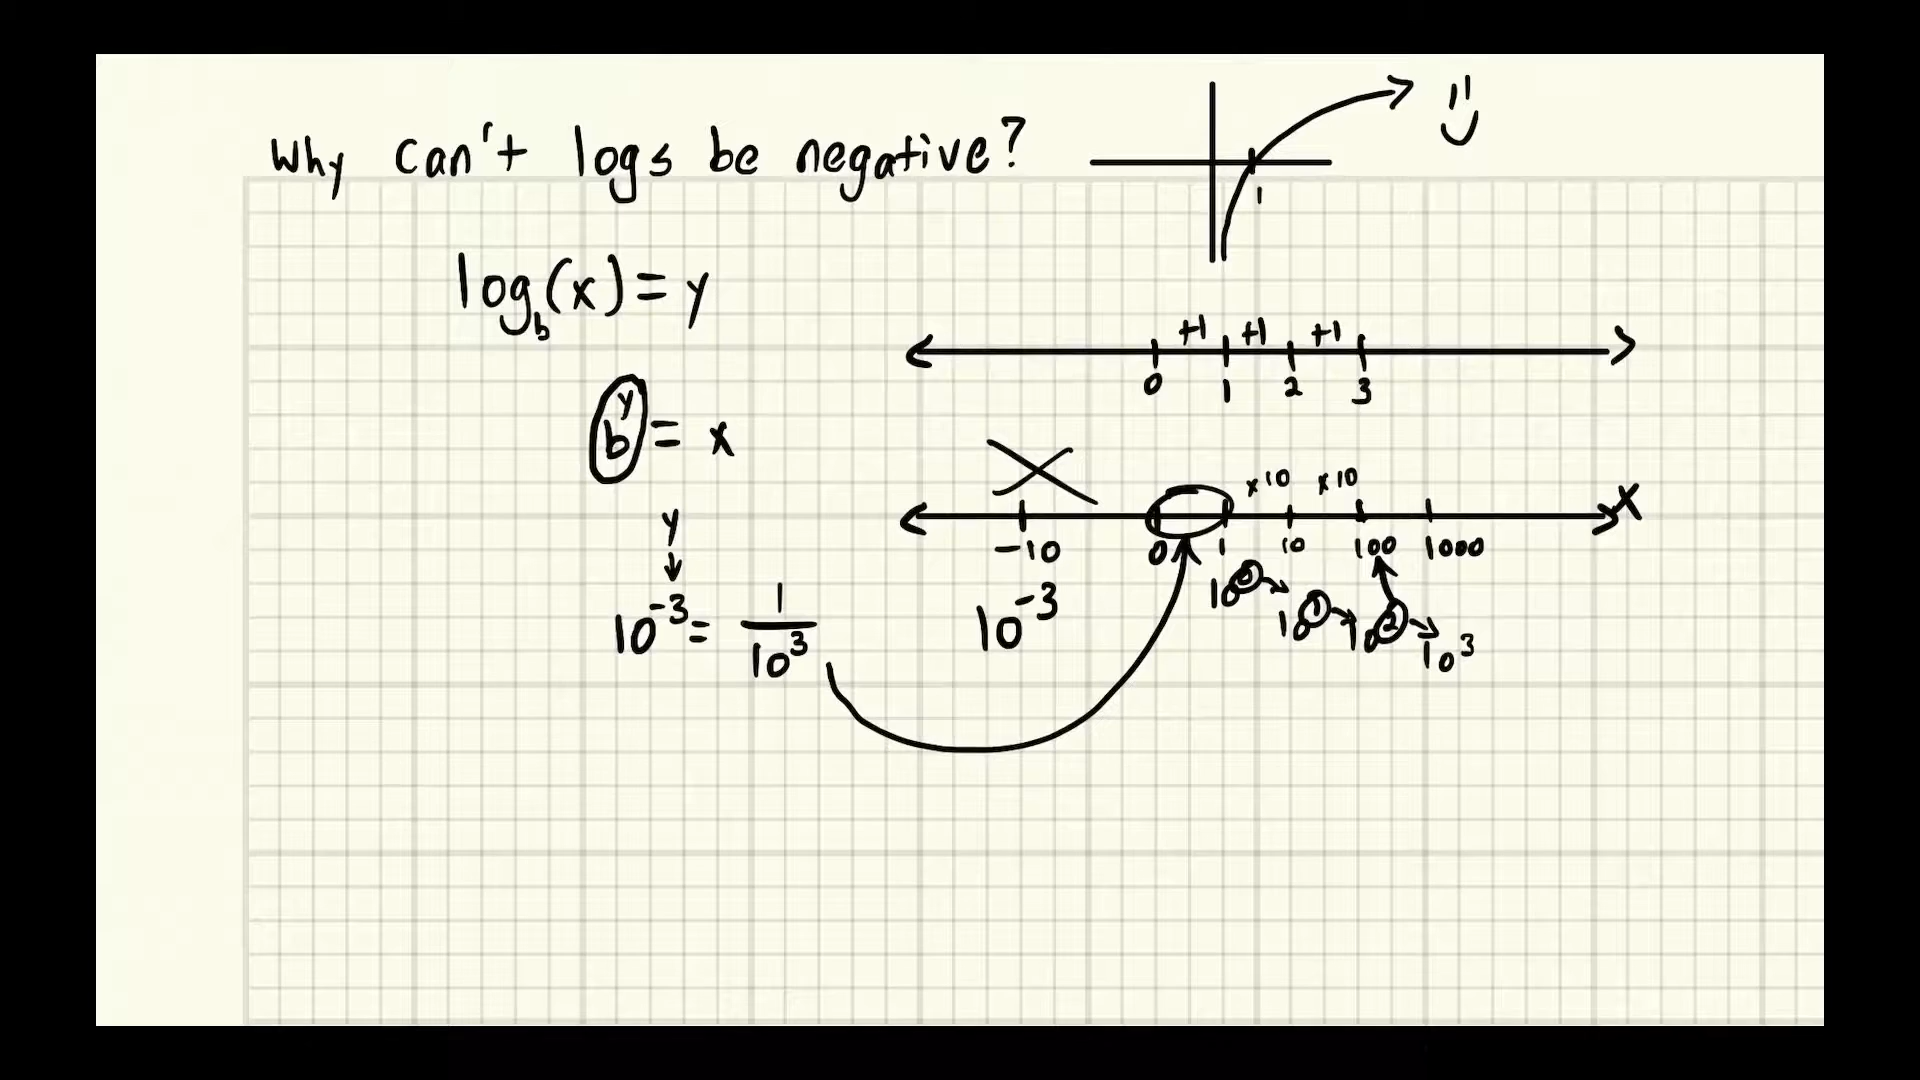 Why can't logs be negative?
1
log_b(x) = y
+1 +1 +1
0 1 2 3
b^y = x
x10 x10
x
-10 0 1 10 100 1000
y
10^-3 = 1/10^3
10^-3
10^0 10^1 10^2 10^3